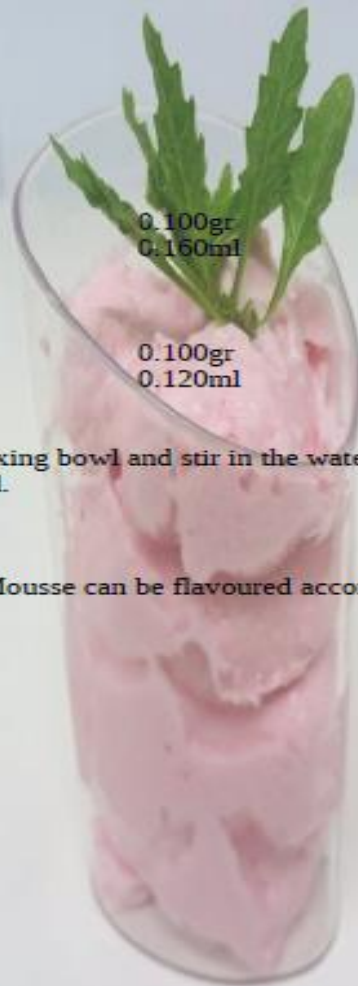 0.100gr
0.160ml
0.100gr
0.120ml
xing bowl and stir in the wate
l.
Mousse can be flavoured accor